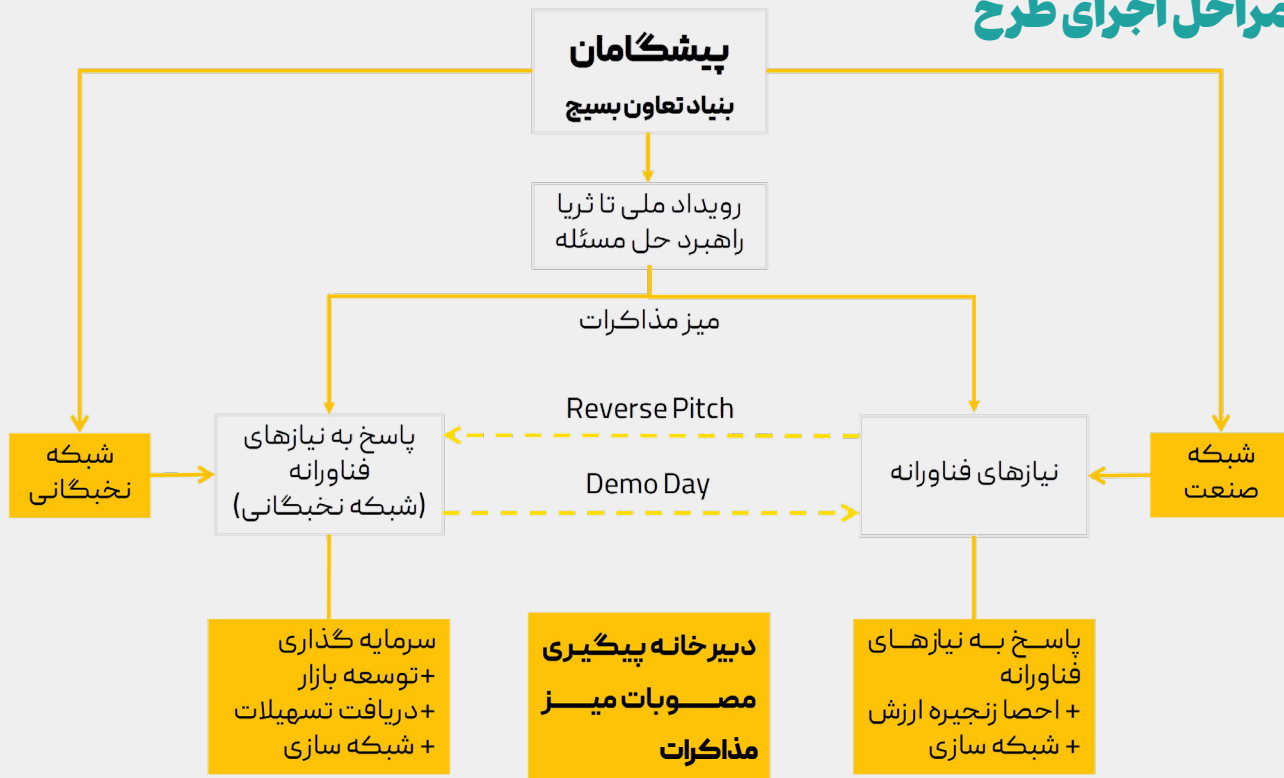 مراحل اجرای طرح
پیشگامان
بنیاد تعاون بسیج
رویداد ملی تا ثریا
راهبرد حل مسئله
میز مذاکرات
Reverse Pitch
Demo Day
شبکه
صنعت
نیازهای فناورانه
پاسخ به نیازهای
فناورانه
(شبکه نخبگانی)
شبکه
نخبگانی
پاسخ به نیازهای
فناورانه
+ احصا زنجیره ارزش
+ شبکه سازی
دبیرخانه پیگیری
مصوبات میز
مذاکرات
سرمایه گذاری
+توسعه بازار
+دریافت تسهیلات
+ شبکه سازی